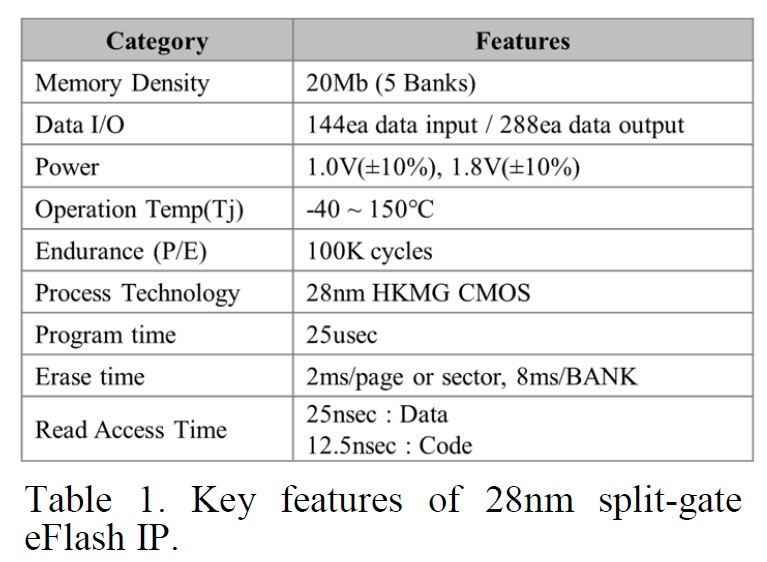 Category Features
Memory Density 20Mb (5 Banks)
Data I/O 144ea data input / 288ea data output
Power 1.0V(±10%), 1.8V(±10%)
Operation Temp(Tj) -40 ~ 150℃
Endurance (P/E) 100K cycles
Process Technology 28nm HKMG CMOS
Program time 25usec
Erase time 2ms/page or sector, 8ms/BANK
Read Access Time 25nsec : Data
12.5nsec : Code
Table 1. Key features of 28nm split-gate
eFlash IP.